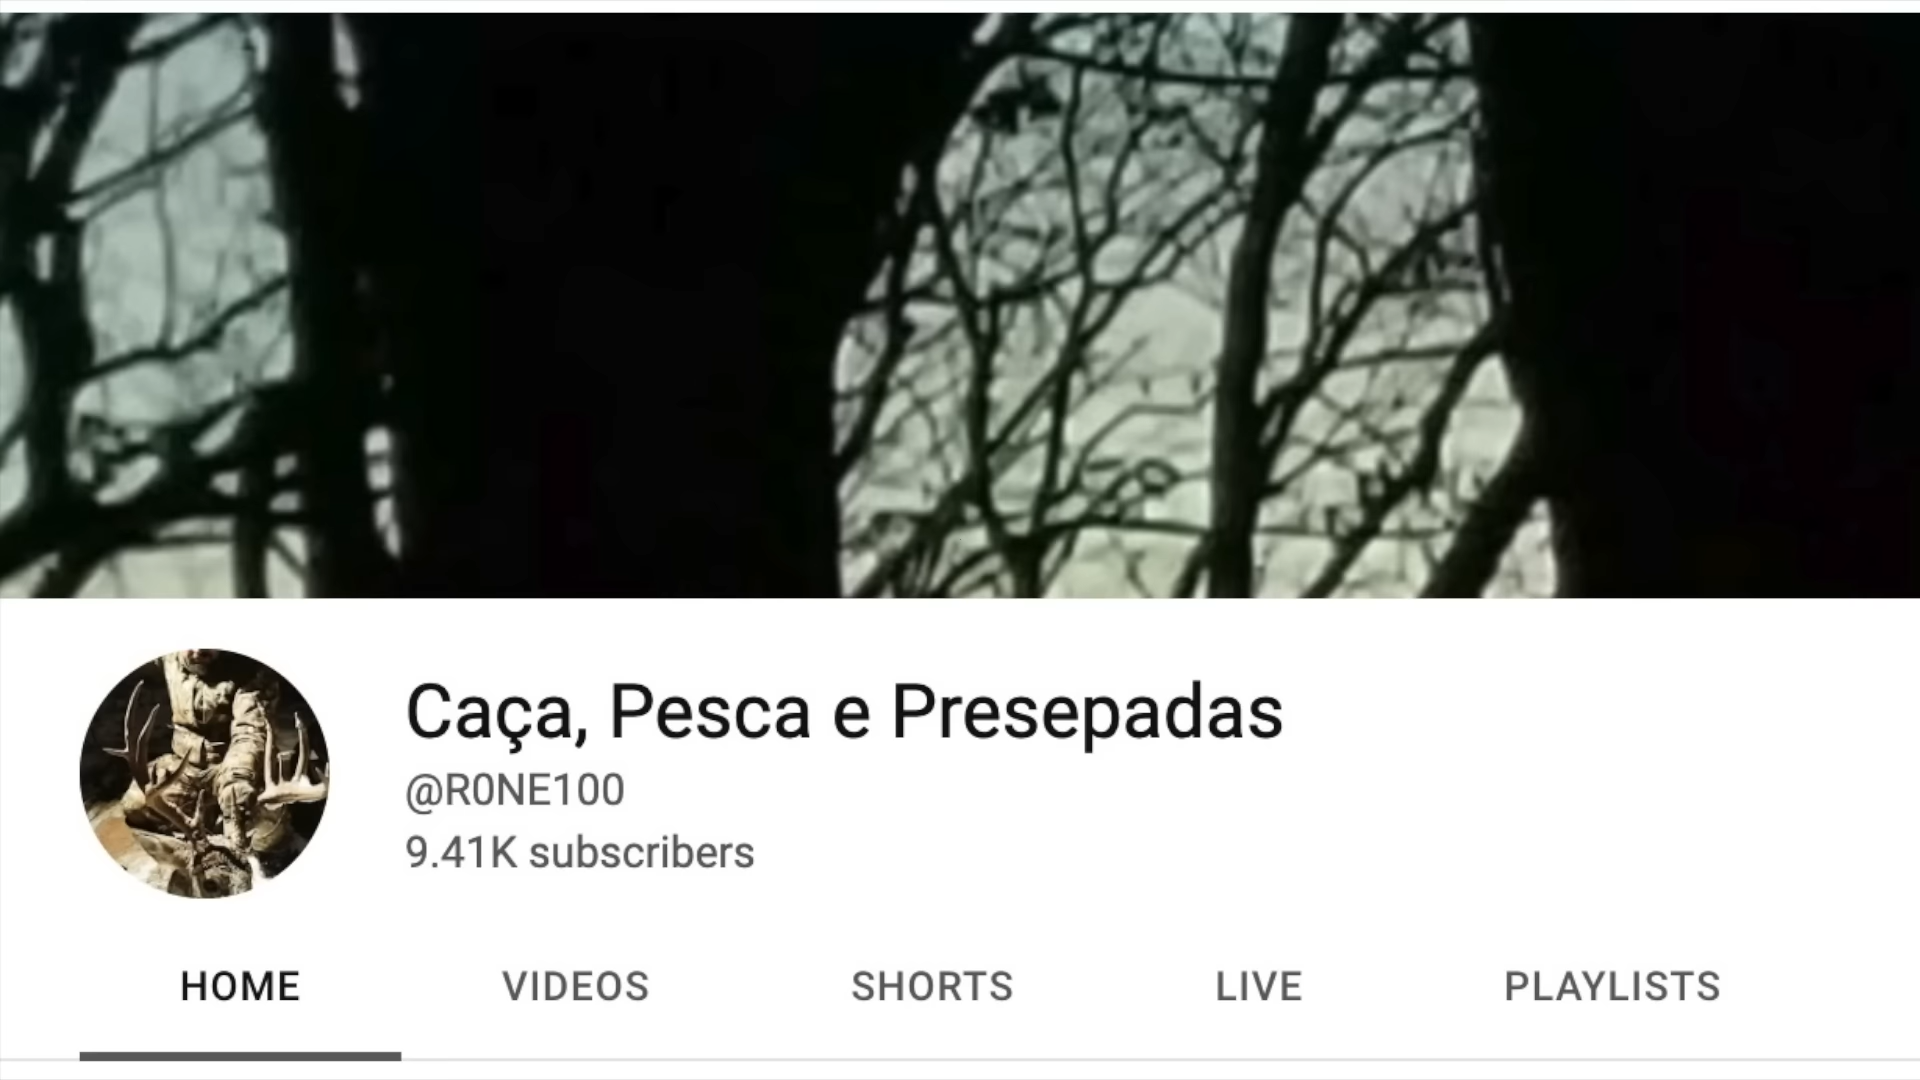 Caça, Pesca e Presepadas
@R0NE100
9.41K subscribers
HOME VIDEOS SHORTS LIVE PLAYLISTS